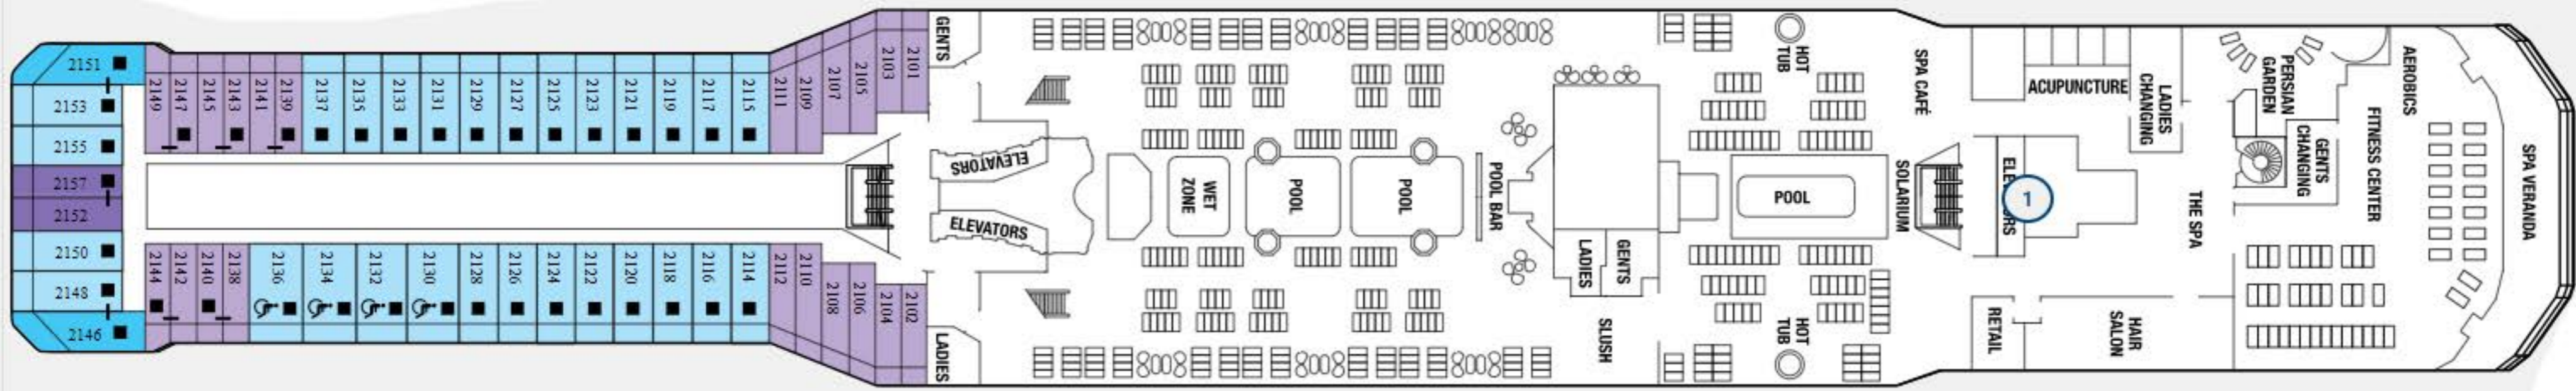 2151
2153
2155
2157
2152
2150
2148
2146
2149
2147
2145
2143
2141
2139
2137
2135
2133
2131
2129
2127
2125
2123
2121
2119
2117
2115
2111
2109
2107
2105
2103
2101
2144
2142
2140
2138
2136
2134
2132
2130
2128
2126
2124
2122
2120
2118
2116
2114
2112
2110
2108
2106
2104
2102
GENTS
LADIES
ELEVATORS
ELEVATORS
WET
ZONE
POOL
POOL
POOL BAR
LADIES
GENTS
SLUSH
HOT
TUB
POOL
HOT
TUB
SOLARIUM
SPA CAFÉ
ACUPUNCTURE
LADIES
CHANGING
1
RETAIL
HAIR
SALON
THE SPA
PERSIAN
GARDEN
GENTS
CHANGING
AEROBICS
FITNESS CENTER
SPA VERANDA